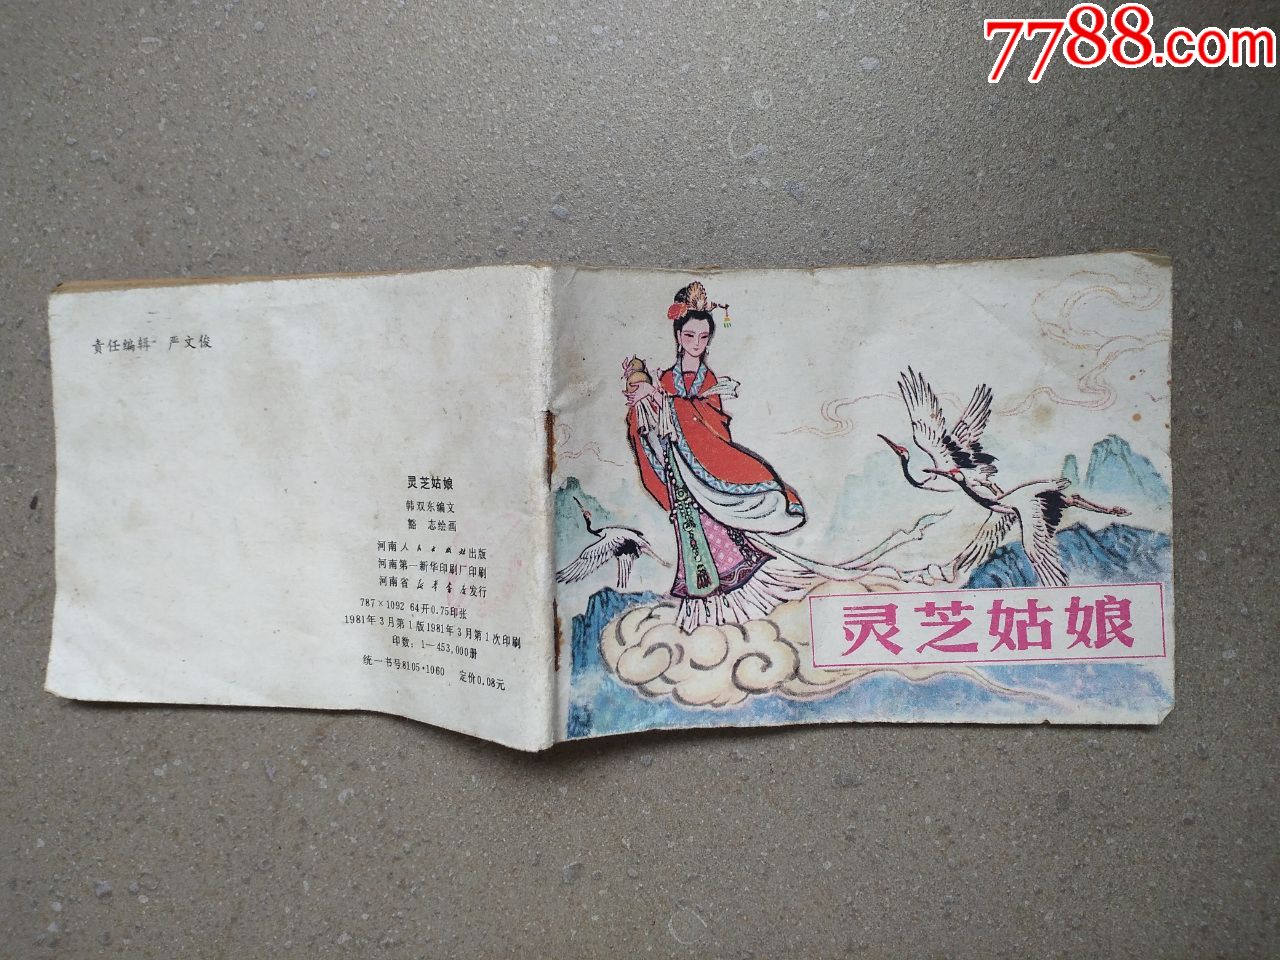 7788.com
责任编辑 严文俊
灵芝姑娘
韩双东编文
豁 志绘画
河南人民出版社出版
河南第一新华印刷厂印刷
河南省新华书店发行
787×1092 64开0.75印张
1981年3月第1版1981年3月第1次印刷
印数：1—453,000册
统一书号8105·1060 定价0.08元
灵芝姑娘